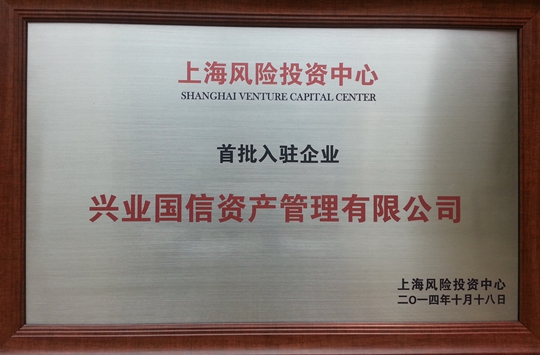 上海风险投资中心
SHANGHAI VENTURE CAPITAL CENTER
首批入驻企业
兴业国信资产管理有限公司
上海风险投资中心
二〇一四年十月十八日